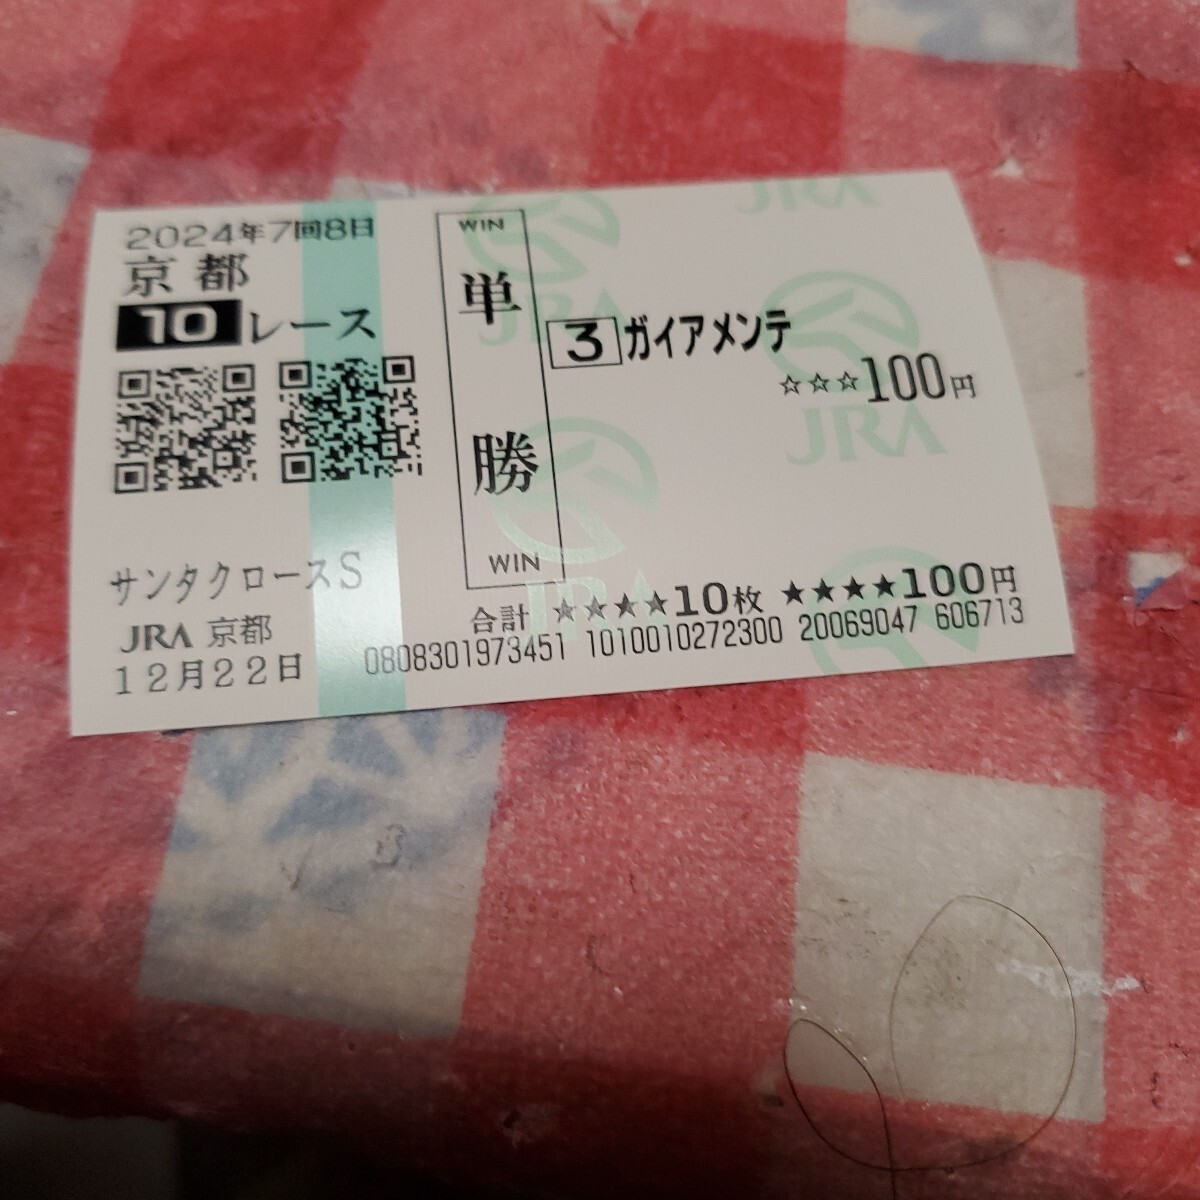 2024年7回8日
京都
10レース
サンタクロースS
JRA 京都
12月22日
WIN
単勝
WIN
3 ガイアメンテ
☆☆☆100円
合計 ★★★★10枚 ★★★★100円
0808301973451 1010010272300 20069047 606713
JRA
JRA
JRA
JRA